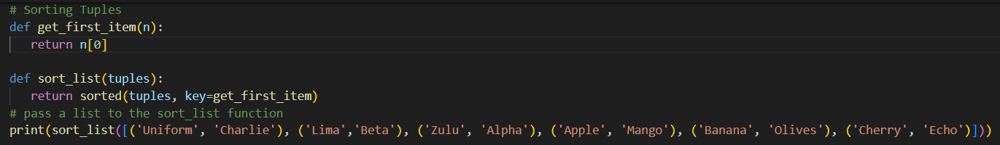 # Sorting Tuples
def get_first_item(n):
   return n[0]

def sort_list(tuples):
   return sorted(tuples, key=get_first_item)
# pass a list to the sort_list function
print(sort_list([('Uniform', 'Charlie'), ('Lima','Beta'), ('Zulu', 'Alpha'), ('Apple', 'Mango'), ('Banana', 'Olives'), ('Cherry', 'Echo')]))